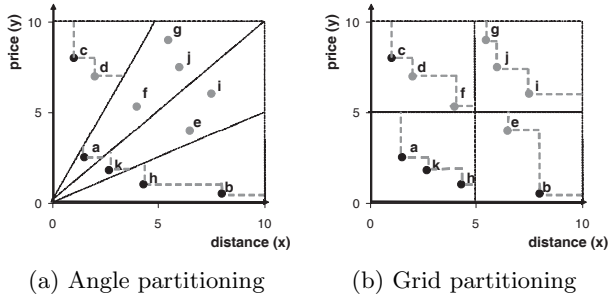 price (y)
10
5
0
0
5
10
distance (x)
c
d
g
j
i
f
e
a
k
h
b
(a) Angle partitioning
price (y)
10
5
0
0
5
10
distance (x)
c
d
f
g
j
i
a
k
h
e
b
(b) Grid partitioning